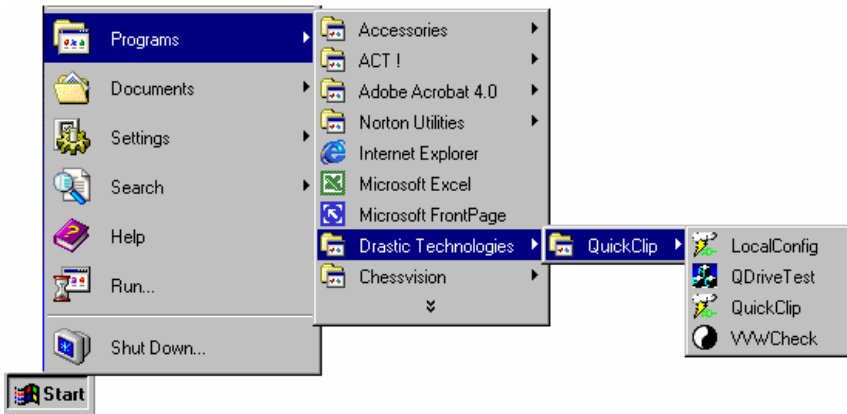 Programs
Documents
Settings
Search
Help
Run...
Shut Down...
Start
Accessories
ACT !
Adobe Acrobat 4.0
Norton Utilities
Internet Explorer
Microsoft Excel
Microsoft FrontPage
Drastic Technologies
Chessvision
QuickClip
LocalConfig
QDriveTest
QuickClip
VVWCheck